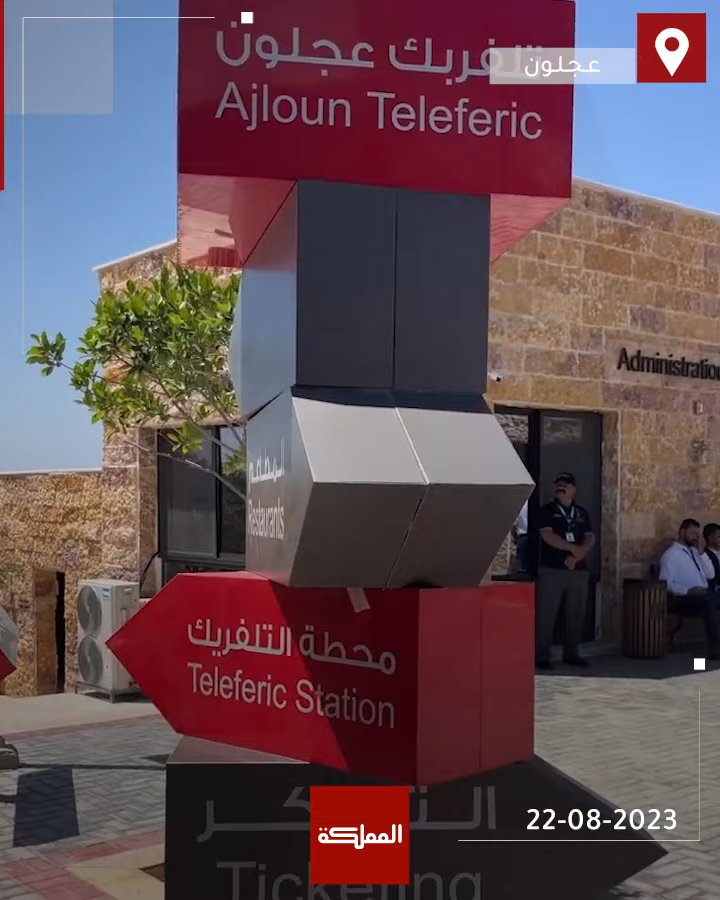 تلفريك عجلون
عجلون
Ajloun Teleferic
Administration
المطاعم
Restaurants
محطة التلفريك
Teleferic Station
التذاكر
Ticketing
المملكة
22-08-2023